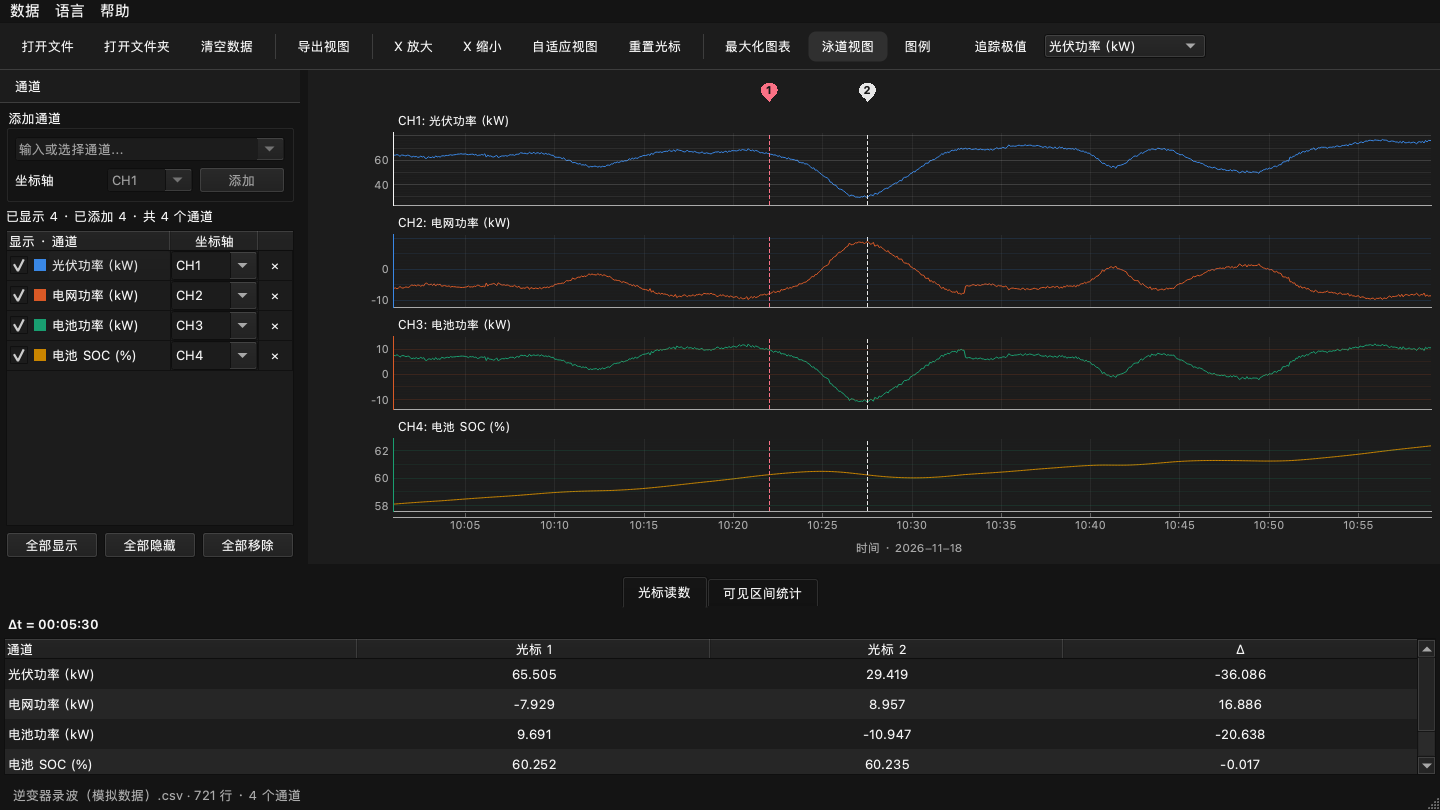 数据 语言 帮助
打开文件 打开文件夹 清空数据 导出视图 X 放大 X 缩小 自适应视图 重置光标 最大化图表 泳道视图 图例 追踪极值 光伏功率 (kW)
通道
添加通道
输入或选择通道...
坐标轴 CH1 添加
已显示 4 · 已添加 4 · 共 4 个通道
显示 · 通道 坐标轴
光伏功率 (kW) CH1 ×
电网功率 (kW) CH2 ×
电池功率 (kW) CH3 ×
电池 SOC (%) CH4 ×
全部显示 全部隐藏 全部移除
1 2
CH1: 光伏功率 (kW)
60
40
CH2: 电网功率 (kW)
0
-10
CH3: 电池功率 (kW)
10
0
-10
CH4: 电池 SOC (%)
62
60
58
10:05 10:10 10:15 10:20 10:25 10:30 10:35 10:40 10:45 10:50 10:55
时间 · 2026-11-18
光标读数 可见区间统计
Δt = 00:05:30
通道 光标 1 光标 2 Δ
光伏功率 (kW) 65.505 29.419 -36.086
电网功率 (kW) -7.929 8.957 16.886
电池功率 (kW) 9.691 -10.947 -20.638
电池 SOC (%) 60.252 60.235 -0.017
逆变器录波（模拟数据）.csv · 721 行 · 4 个通道